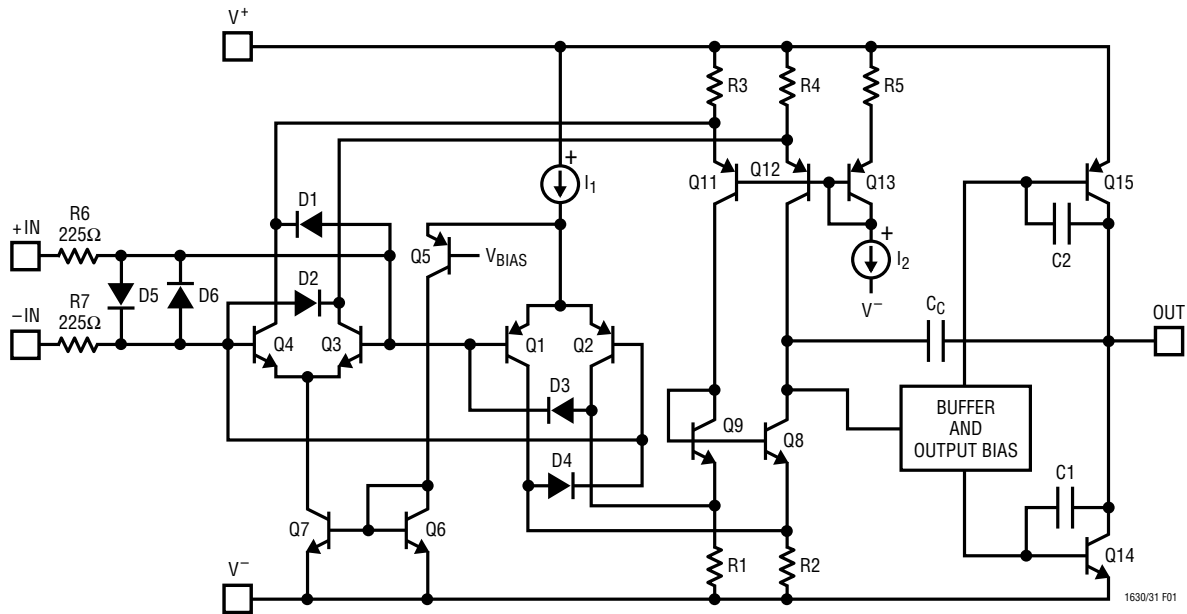 V+
R3
R4
R5
+
I1
Q11
Q12
Q13
Q15
+IN
R6
225Ω
D1
Q5
VBIAS
+
I2
V−
C2
D2
D5
D6
−IN
R7
225Ω
CC
OUT
Q4
Q3
Q1
Q2
D3
Q9
Q8
BUFFER
AND
OUTPUT BIAS
D4
C1
Q7
Q6
R1
R2
Q14
V−
1630/31 F01